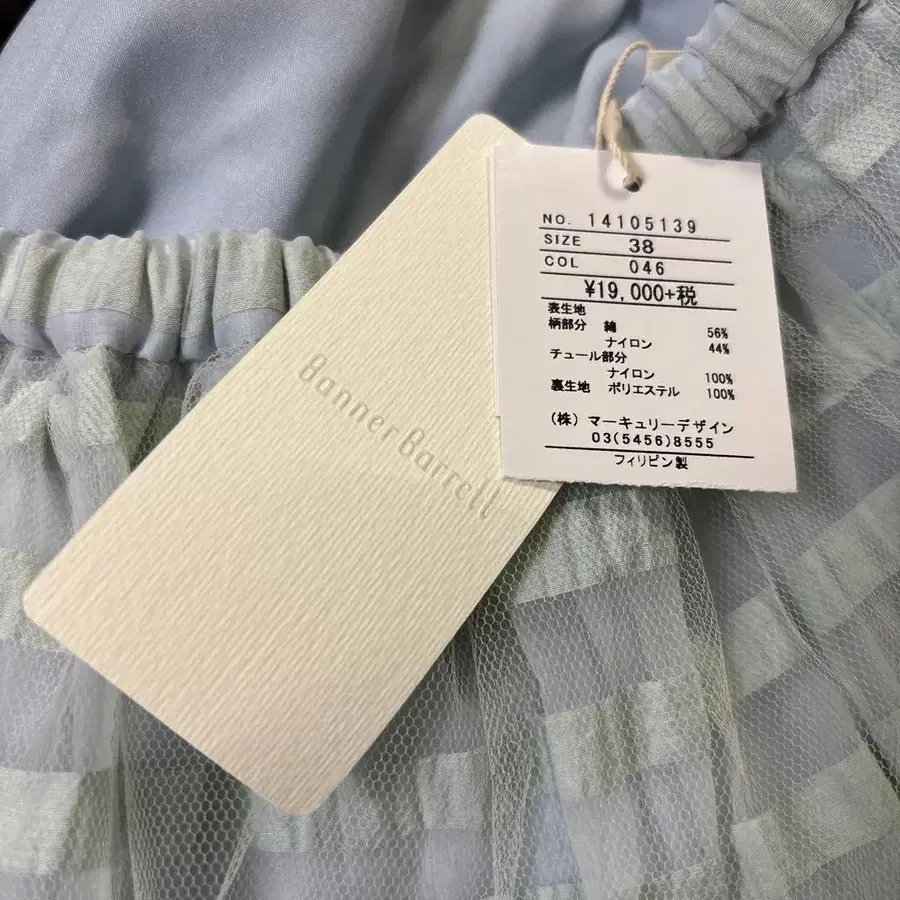 BannerBarrett
NO. 14105139
SIZE 38
COL 046
¥19,000+税
表生地
柄部分 綿 56%
ナイロン 44%
チュール部分
ナイロン 100%
裏生地 ポリエステル 100%
(株) マーキュリーデザイン
03(5456)8555
フィリピン製